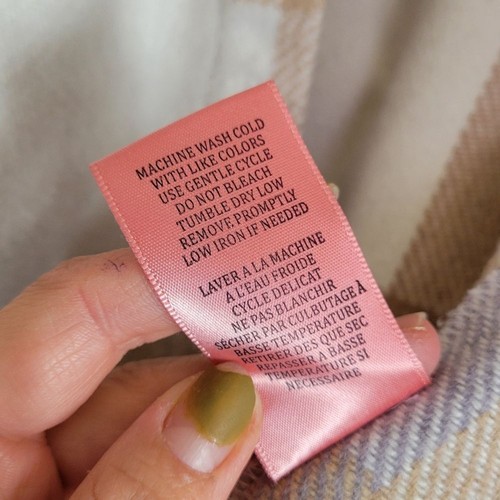 MACHINE WASH COLD
WITH LIKE COLORS
USE GENTLE CYCLE
DO NOT BLEACH
TUMBLE DRY LOW
REMOVE PROMPTLY
LOW IRON IF NEEDED
LAVER A LA MACHINE
A L'EAU FROIDE
CYCLE DELICAT
NE PAS BLANCHIR
SÉCHER PAR CULBUTAGE À
BASSE TEMPERATURE
RETIRER DES QUE SEC
REPASSER A BASSE
TEMPERATURE SI
NECESSAIRE